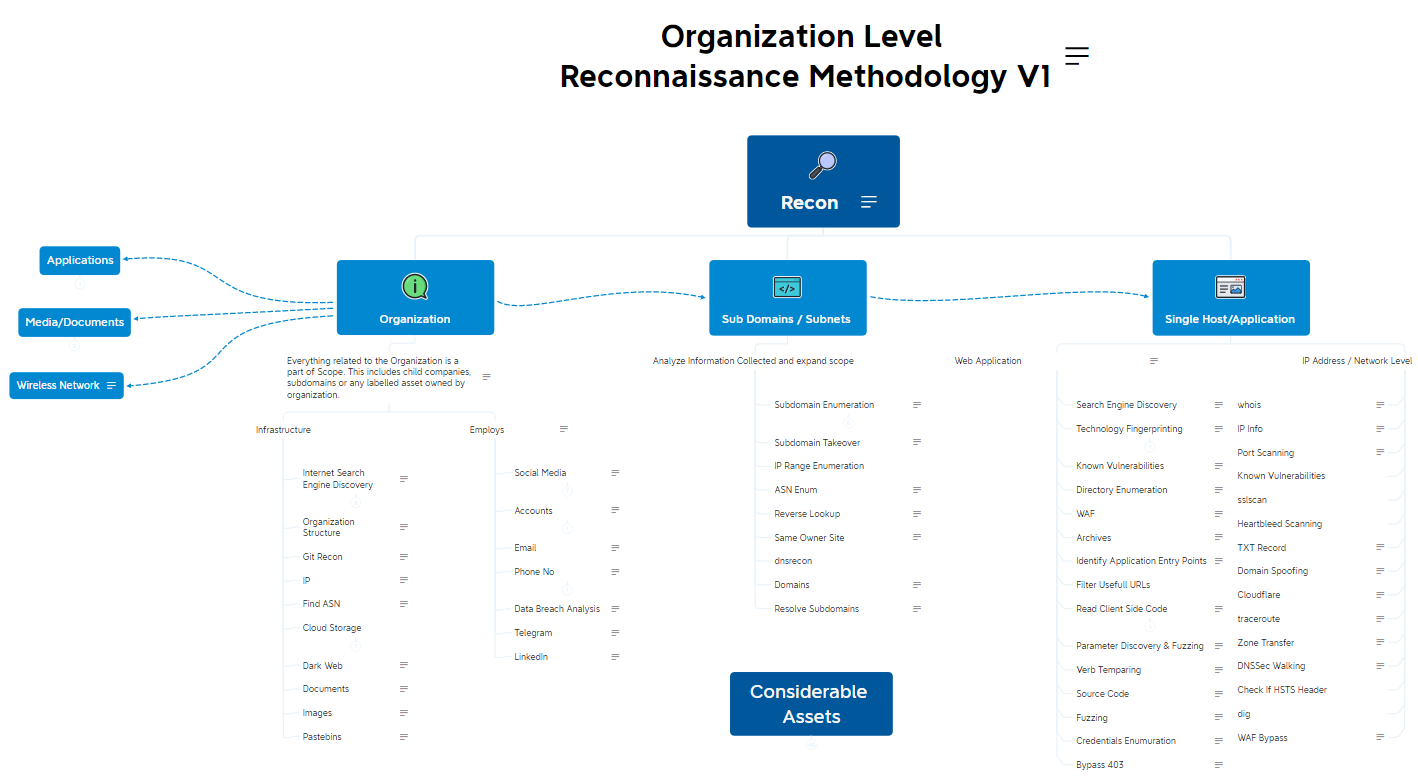 Organization Level
Reconnaissance Methodology V1
Recon
Applications
Media/Documents
Wireless Network
Organization
Sub Domains / Subnets
Single Host/Application
Everything related to the Organization is a
part of Scope. This includes child companies,
subdomains or any labelled asset owned by
organization.
Infrastructure
Internet Search
Engine Discovery
Organization
Structure
Git Recon
IP
Find ASN
Cloud Storage
Dark Web
Documents
Images
Pastebins
Employs
Social Media
Accounts
Email
Phone No
Data Breach Analysis
Telegram
LinkedIn
Analyze Information Collected and expand scope
Subdomain Enumeration
Subdomain Takeover
IP Range Enumeration
ASN Enum
Reverse Lookup
Same Owner Site
dnsrecon
Domains
Resolve Subdomains
Considerable
Assets
Web Application
Search Engine Discovery
Technology Fingerprinting
Known Vulnerabilities
Directory Enumeration
WAF
Archives
Identify Application Entry Points
Filter Usefull URLs
Read Client Side Code
Parameter Discovery & Fuzzing
Verb Temparing
Source Code
Fuzzing
Credentials Enumuration
Bypass 403
IP Address / Network Level
whois
IP Info
Port Scanning
Known Vulnerabilities
sslscan
Heartbleed Scanning
TXT Record
Domain Spoofing
Cloudflare
traceroute
Zone Transfer
DNSSec Walking
Check If HSTS Header
dig
WAF Bypass